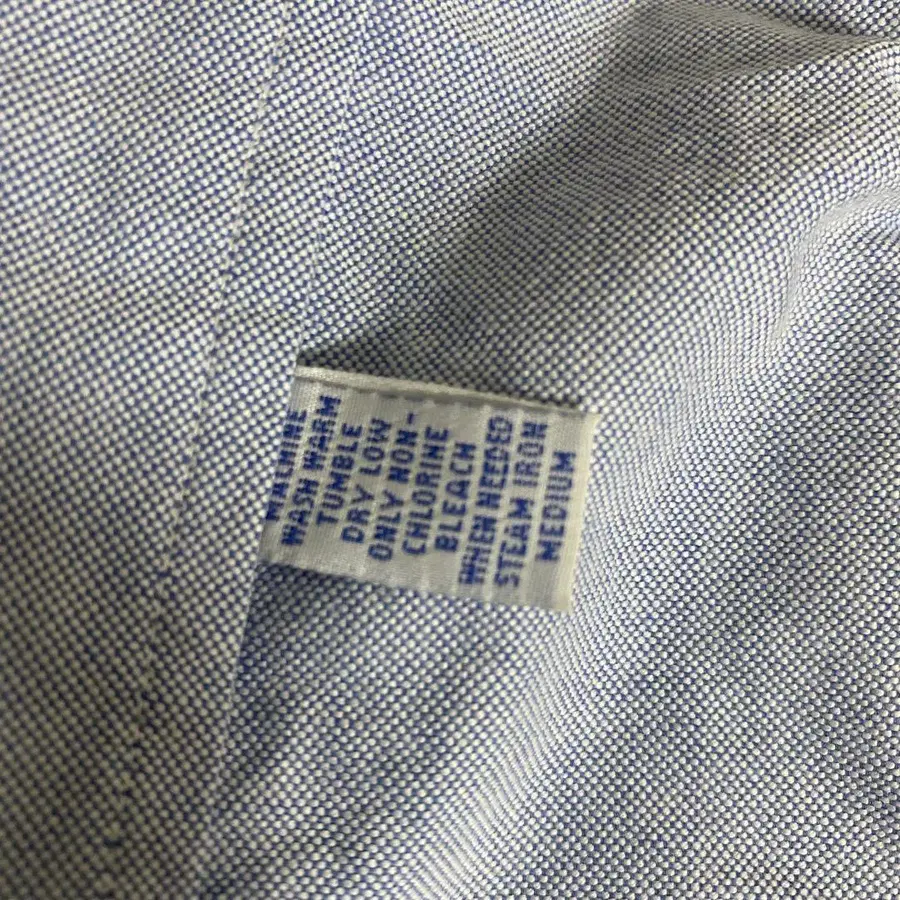 MACHINE
WASH WARM
TUMBLE
DRY LOW
ONLY NON-
CHLORINE
BLEACH
WHEN NEEDED
STEAM IRON
MEDIUM